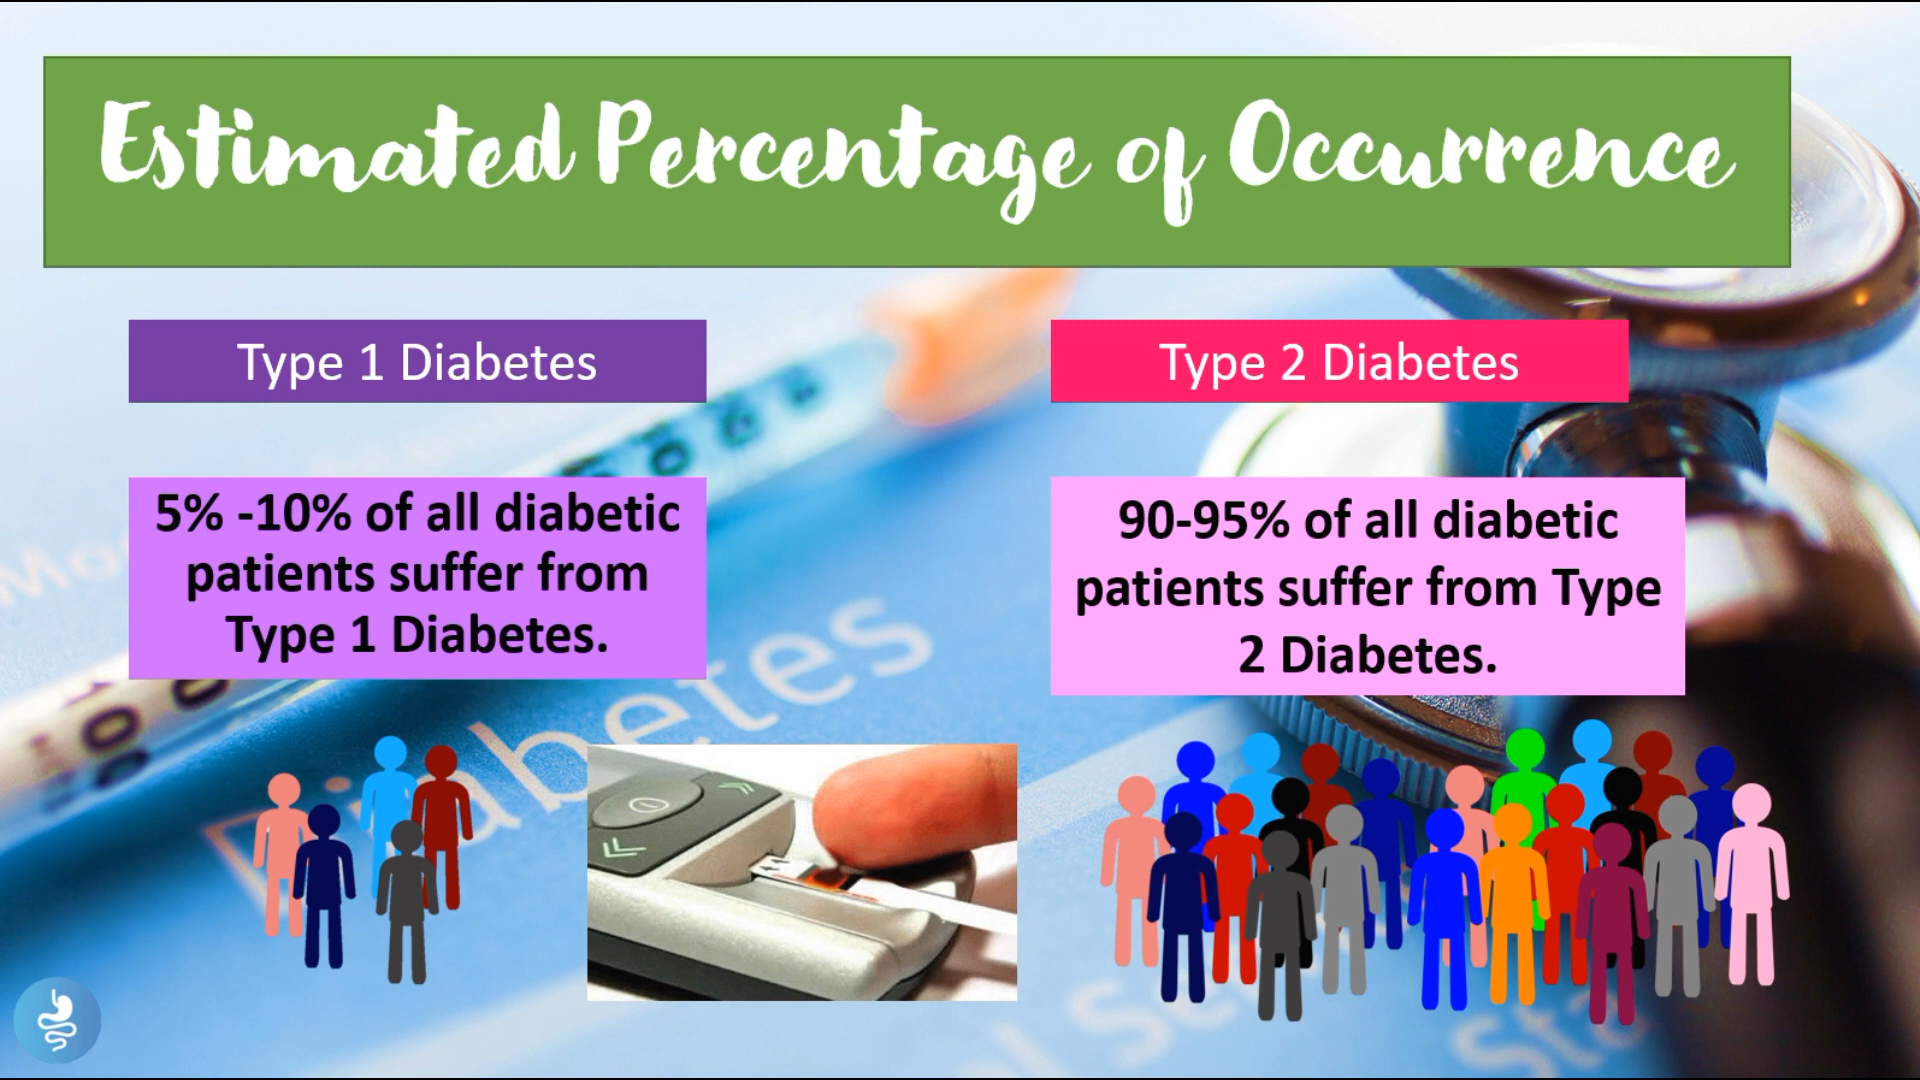 Estimated Percentage of Occurrence
Type 1 Diabetes
Type 2 Diabetes
5% -10% of all diabetic
patients suffer from
Type 1 Diabetes.
90-95% of all diabetic
patients suffer from Type
2 Diabetes.
Diabetes